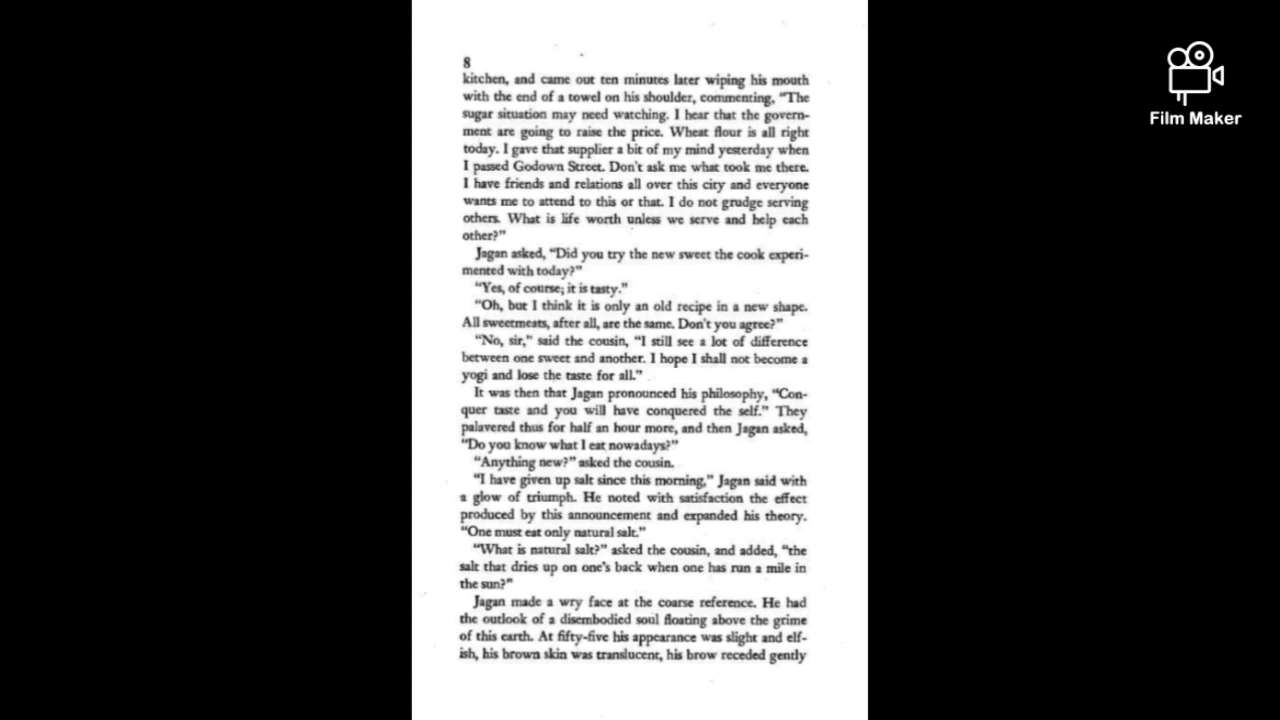 8
kitchen, and came out ten minutes later wiping his mouth
with the end of a towel on his shoulder, commenting, "The
sugar situation may need watching. I hear that the govern-
ment are going to raise the price. Wheat flour is all right
today. I gave that supplier a bit of my mind yesterday when
I passed Godown Street. Don't ask me what took me there.
I have friends and relations all over this city and everyone
wants me to attend to this or that. I do not grudge serving
others. What is life worth unless we serve and help each
other?"
Jagan asked, "Did you try the new sweet the cook experi-
mented with today?"
"Yes, of course; it is tasty."
"Oh, but I think it is only an old recipe in a new shape.
All sweetmeats, after all, are the same. Don't you agree?"
"No, sir," said the cousin, "I still see a lot of difference
between one sweet and another. I hope I shall not become a
yogi and lose the taste for all."
It was then that Jagan pronounced his philosophy, "Con-
quer taste and you will have conquered the self." They
palavered thus for half an hour more, and then Jagan asked,
"Do you know what I eat nowadays?"
"Anything new?" asked the cousin.
"I have given up salt since this morning," Jagan said with
a glow of triumph. He noted with satisfaction the effect
produced by this announcement and expanded his theory.
"One must eat only natural salt."
"What is natural salt?" asked the cousin, and added, "the
salt that dries up on one's back when one has run a mile in
the sun?"
Jagan made a wry face at the coarse reference. He had
the outlook of a disembodied soul floating above the grime
of this earth. At fifty-five his appearance was slight and elf-
ish, his brown skin was translucent, his brow receded gently
Film Maker